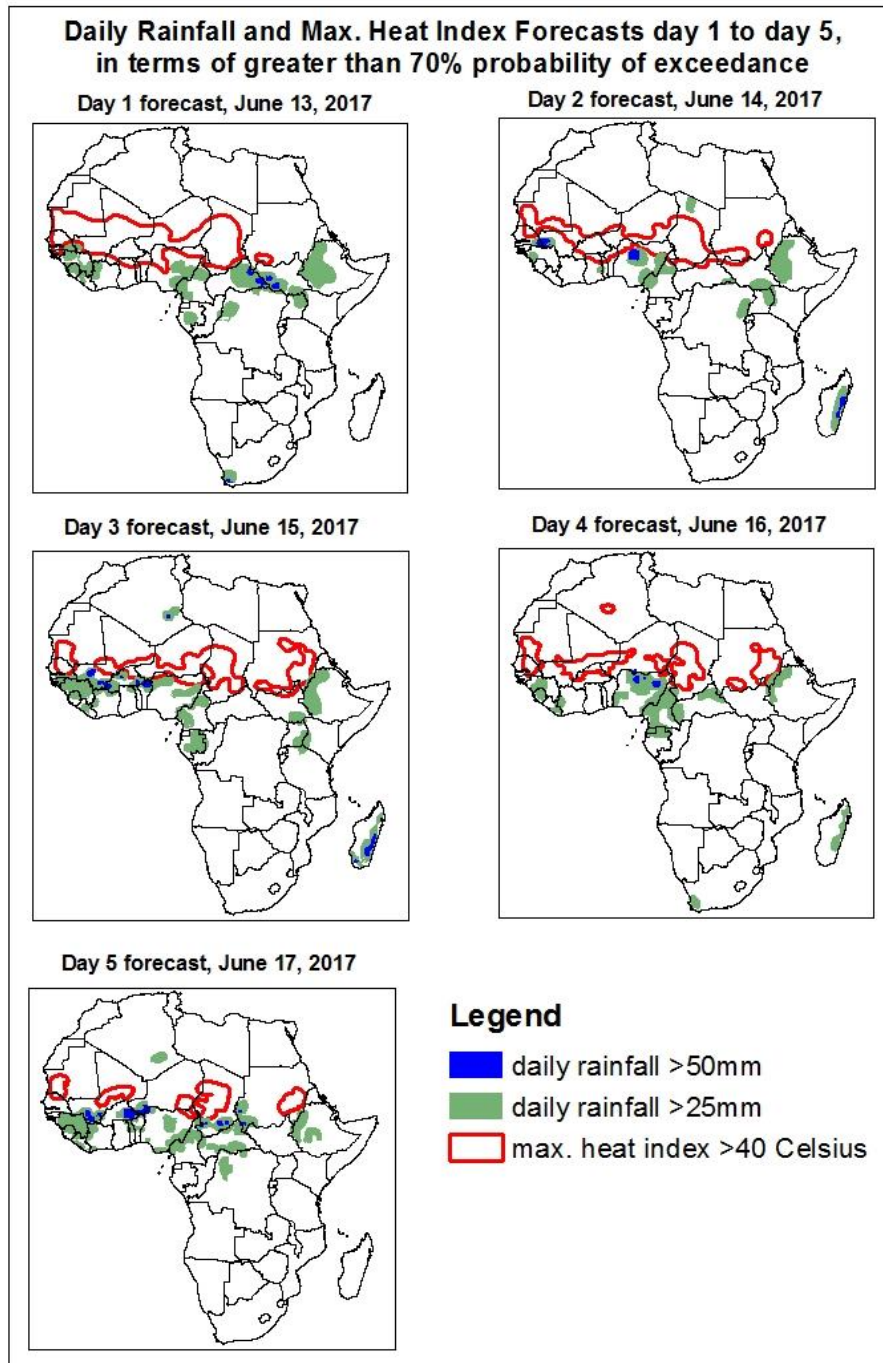 Daily Rainfall and Max. Heat Index Forecasts day 1 to day 5,
in terms of greater than 70% probability of exceedance
Day 1 forecast, June 13, 2017
Day 2 forecast, June 14, 2017
Day 3 forecast, June 15, 2017
Day 4 forecast, June 16, 2017
Day 5 forecast, June 17, 2017
Legend
daily rainfall >50mm
daily rainfall >25mm
max. heat index >40 Celsius